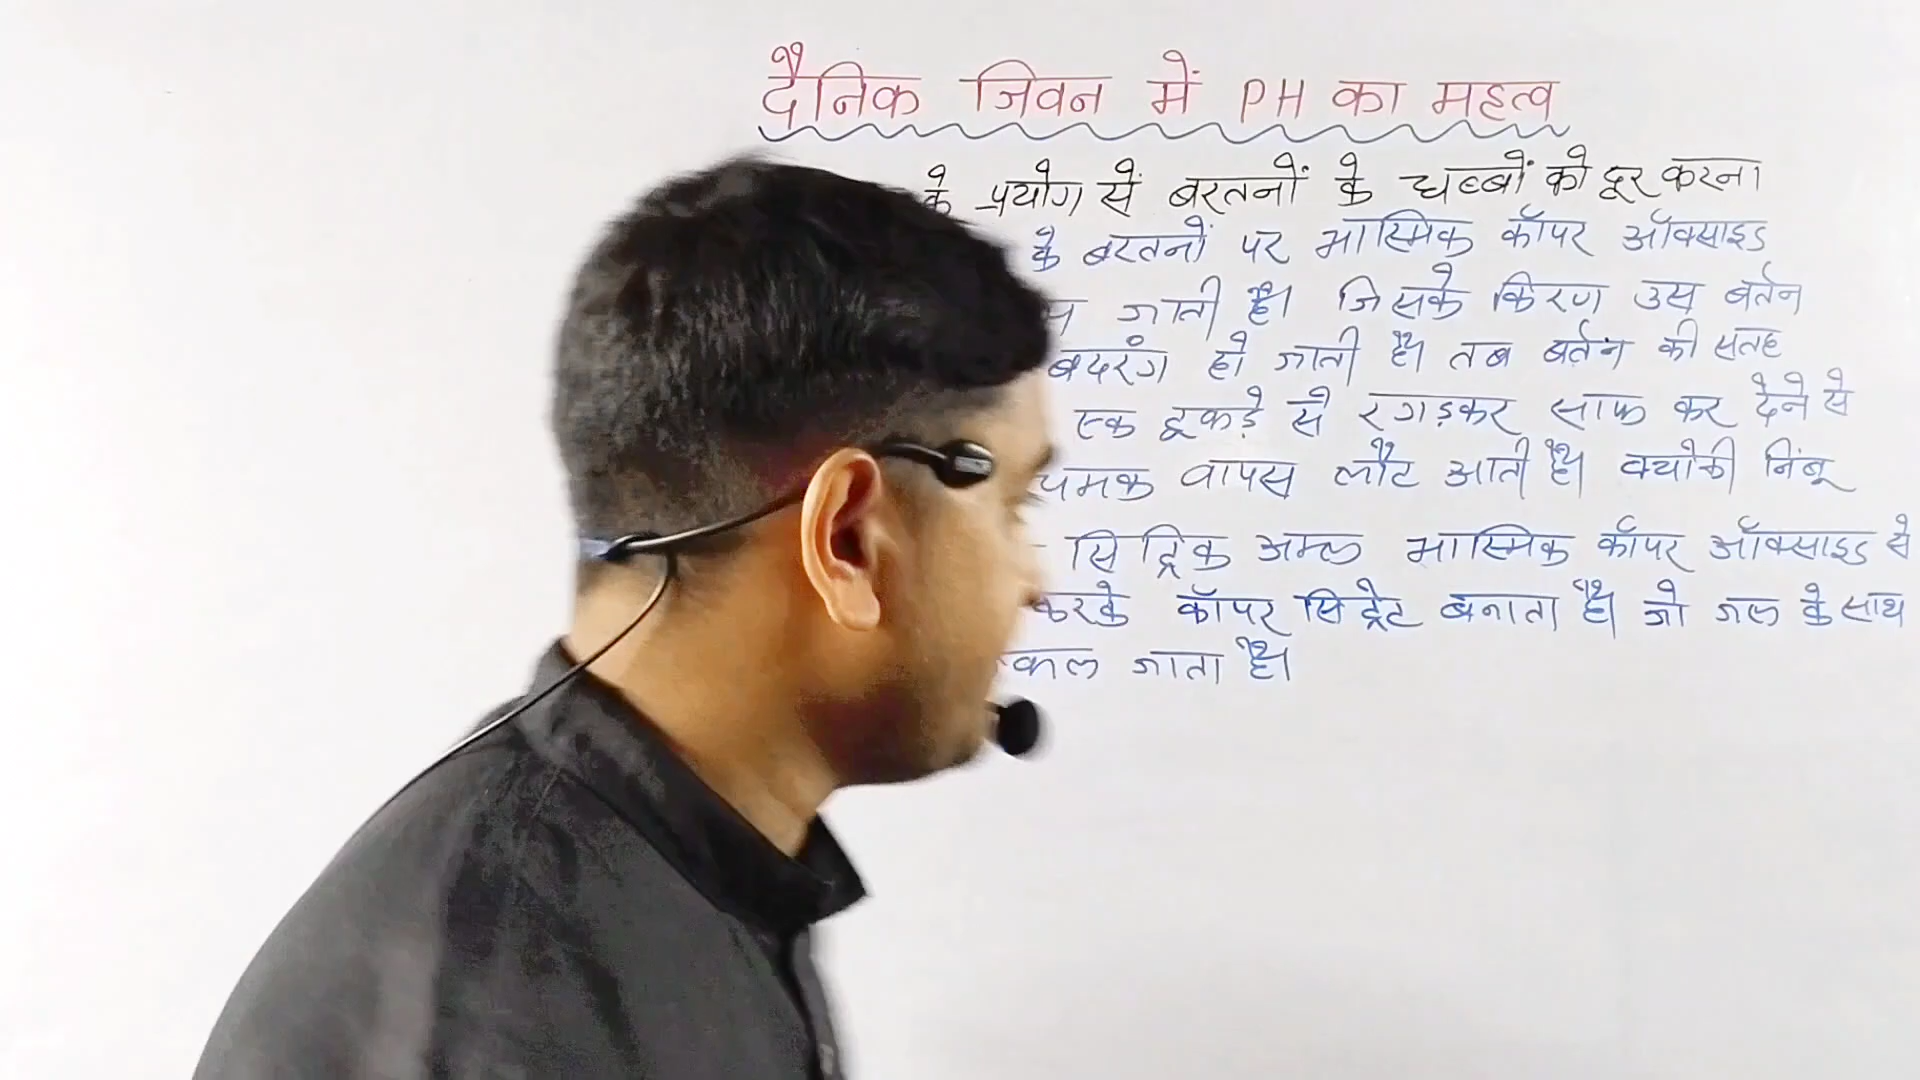 दैनिक जिवन में PH का महत्व
के प्रयोग सें बरतनों के धब्बों को दूर करना
के बरतनों पर भास्मिक कॉपर ऑक्साइड
जाती है। जिसके किरण उस बर्तन
बदरंग हो जाती है। तब बर्तन की सतह
एक टूकड़े से रगड़कर साफ कर देने से
चमक वापस लौट आती है। क्योंकी निंबू
सिट्रिक अम्ल भास्मिक कॉपर ऑक्साइड से
करके कॉपर सिट्रेट बनाता है। जो जल के साथ
कल जाता है।